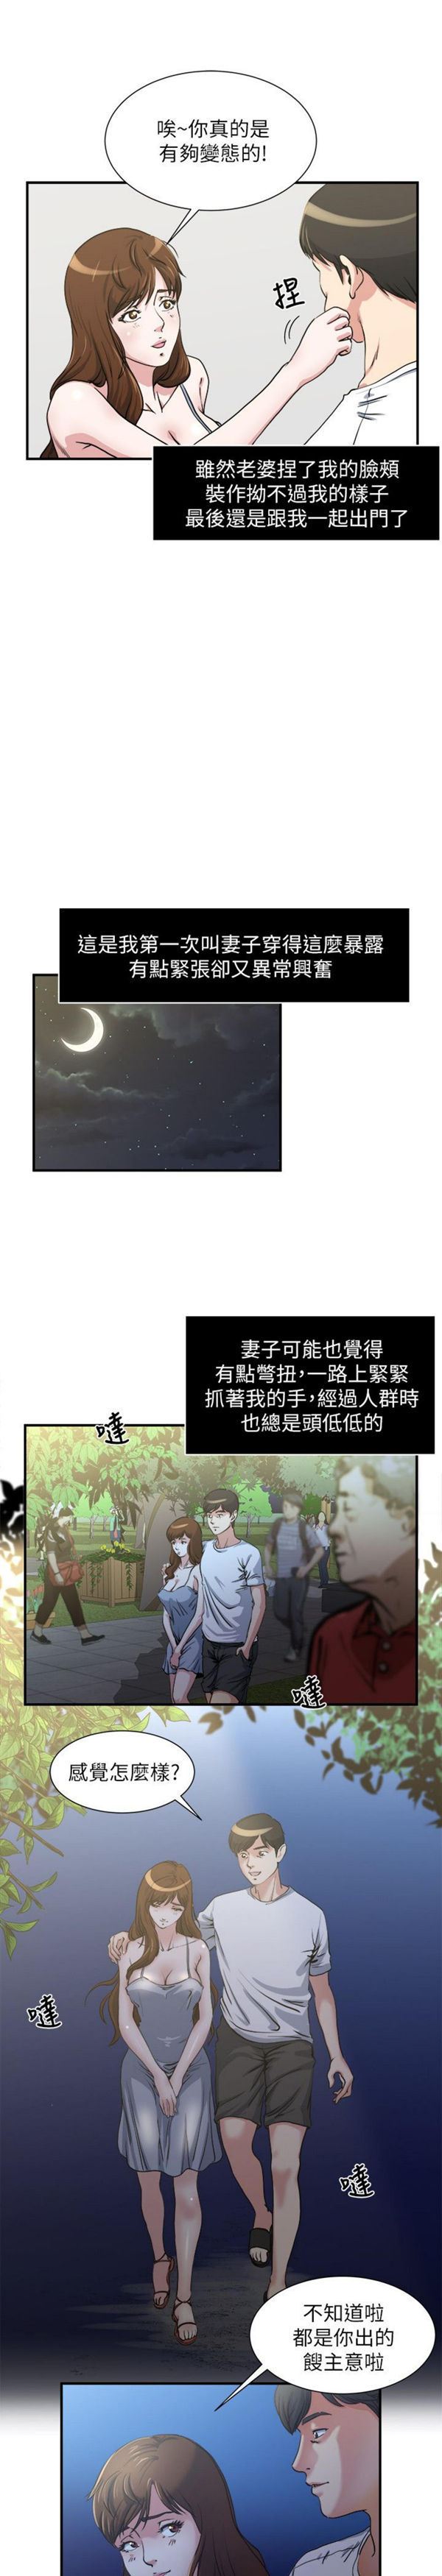 唉~你真的是
有夠變態的!
捏
雖然老婆捏了我的臉頰
裝作拗不過我的樣子
最後還是跟我一起出門了
這是我第一次叫妻子穿得這麼暴露
有點緊張卻又異常興奮
妻子可能也覺得
有點彆扭,一路上緊緊
抓著我的手,經過人群時
也總是頭低低的
噠
噠
感覺怎麼樣?
噠
噠
不知道啦
都是你出的
餿主意啦